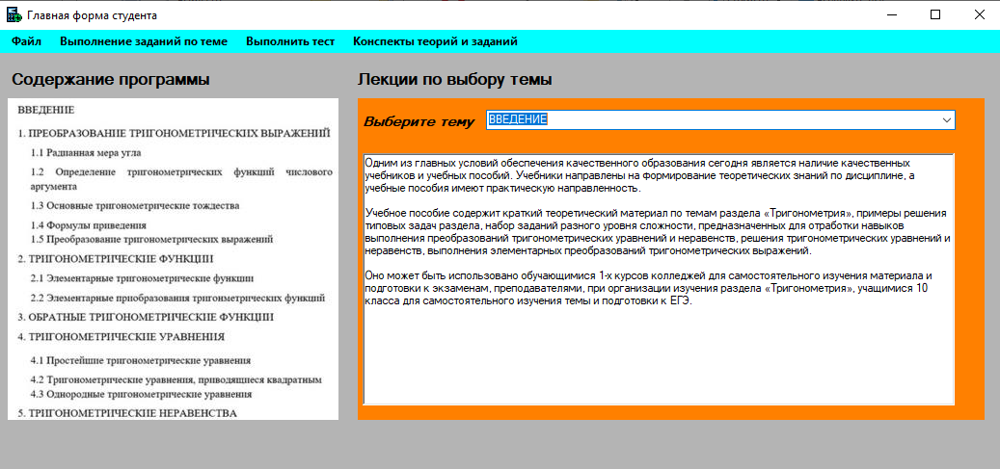 Главная форма студента
Файл Выполнение заданий по теме Выполнить тест Конспекты теорий и заданий
Содержание программы
ВВЕДЕНИЕ
1. ПРЕОБРАЗОВАНИЕ ТРИГОНОМЕТРИЧЕСКИХ ВЫРАЖЕНИЙ
1.1 Радианная мера угла
1.2 Определение тригонометрических функций числового
аргумента
1.3 Основные тригонометрические тождества
1.4 Формулы приведения
1.5 Преобразование тригонометрических выражений
2. ТРИГОНОМЕТРИЧЕСКИЕ ФУНКЦИИ
2.1 Элементарные тригонометрические функции
2.2 Элементарные приобразования тригинометрических функций
3. ОБРАТНЫЕ ТРИГОНОМЕТРИЧЕСКИЕ ФУНКЦИИ
4. ТРИГОНОМЕТРИЧЕСКИЕ УРАВНЕНИЯ
4.1 Простейшие тригонометрические уравнения
4.2 Тригонометрические уравнения, приводящиеся квадратным
4.3 Однородные тригонометрические уравнения
5. ТРИГОНОМЕТРИЧЕСКИЕ НЕРАВЕНСТВА
Лекции по выбору темы
Выберите тему ВВЕДЕНИЕ
Одним из главных условий обеспечения качественного образования сегодня является наличие качественных
учебников и учебных пособий. Учебники направлены на формирование теоретических знаний по дисциплине, а
учебные пособия имеют практическую направленность.
Учебное пособие содержит краткий теоретический материал по темам раздела «Тригонометрия», примеры решения
типовых задач раздела, набор заданий разного уровня сложности, предназначенных для отработки навыков
выполнения преобразований тригонометрических уравнений и неравенств, решения тригонометрических уравнений и
неравенств, выполнения элементарных преобразований тригонометрических выражений.
Оно может быть использовано обучающимися 1-х курсов колледжей для самостоятельного изучения материала и
подготовки к экзаменам, преподавателями, при организации изучения раздела «Тригонометрия», учащимися 10
класса для самостоятельного изучения темы и подготовки к ЕГЭ.